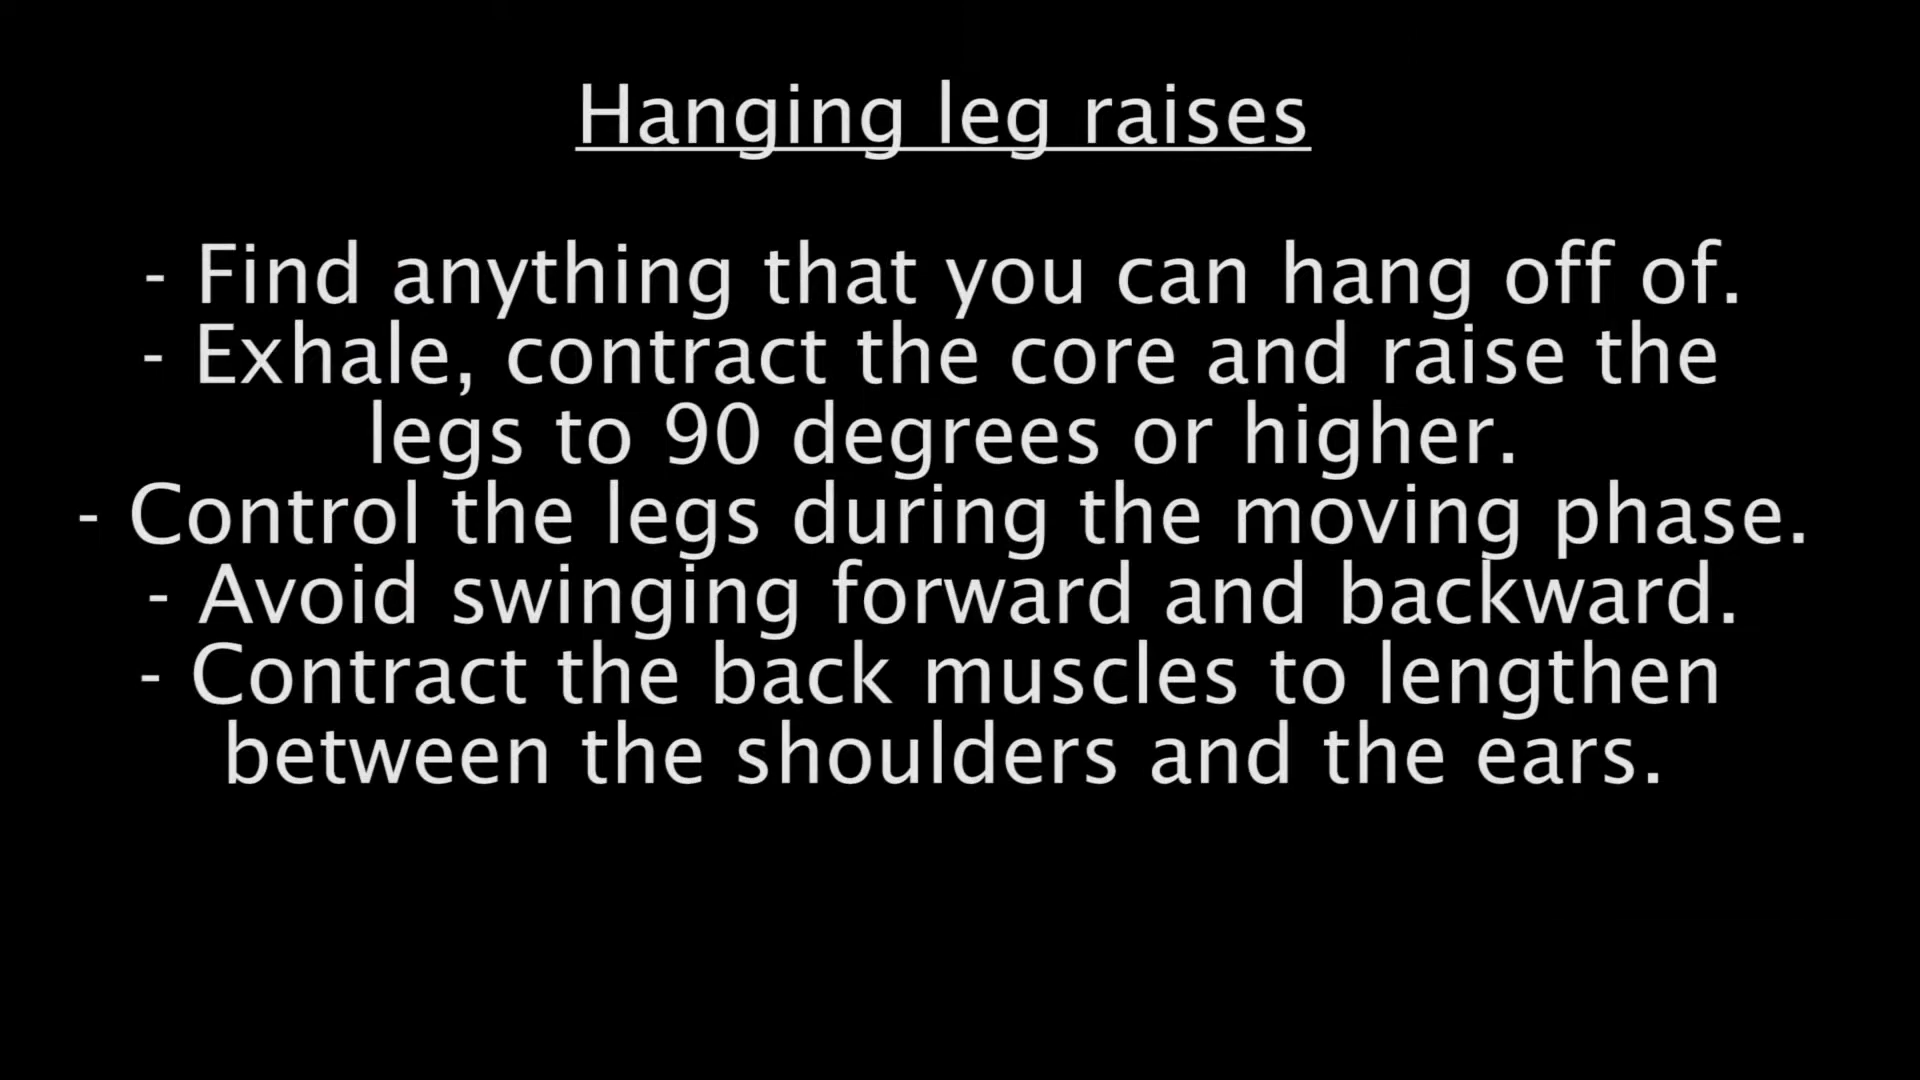 Hanging leg raises
- Find anything that you can hang off of.
- Exhale, contract the core and raise the
legs to 90 degrees or higher.
- Control the legs during the moving phase.
- Avoid swinging forward and backward.
- Contract the back muscles to lengthen
between the shoulders and the ears.